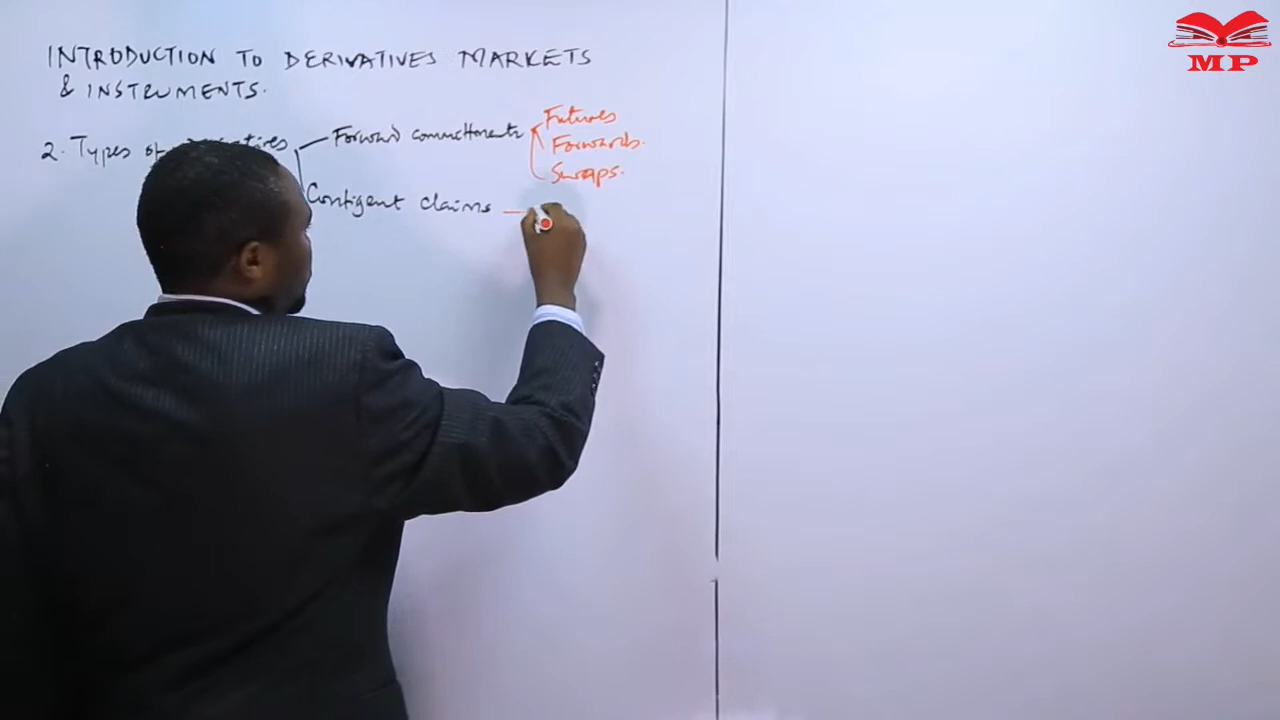 INTRODUCTION TO DERIVATIVES MARKETS
& INSTRUMENTS.
2. Types of
Forward commitments
Futures
Forwards.
Swaps.
Contigent claims
MP